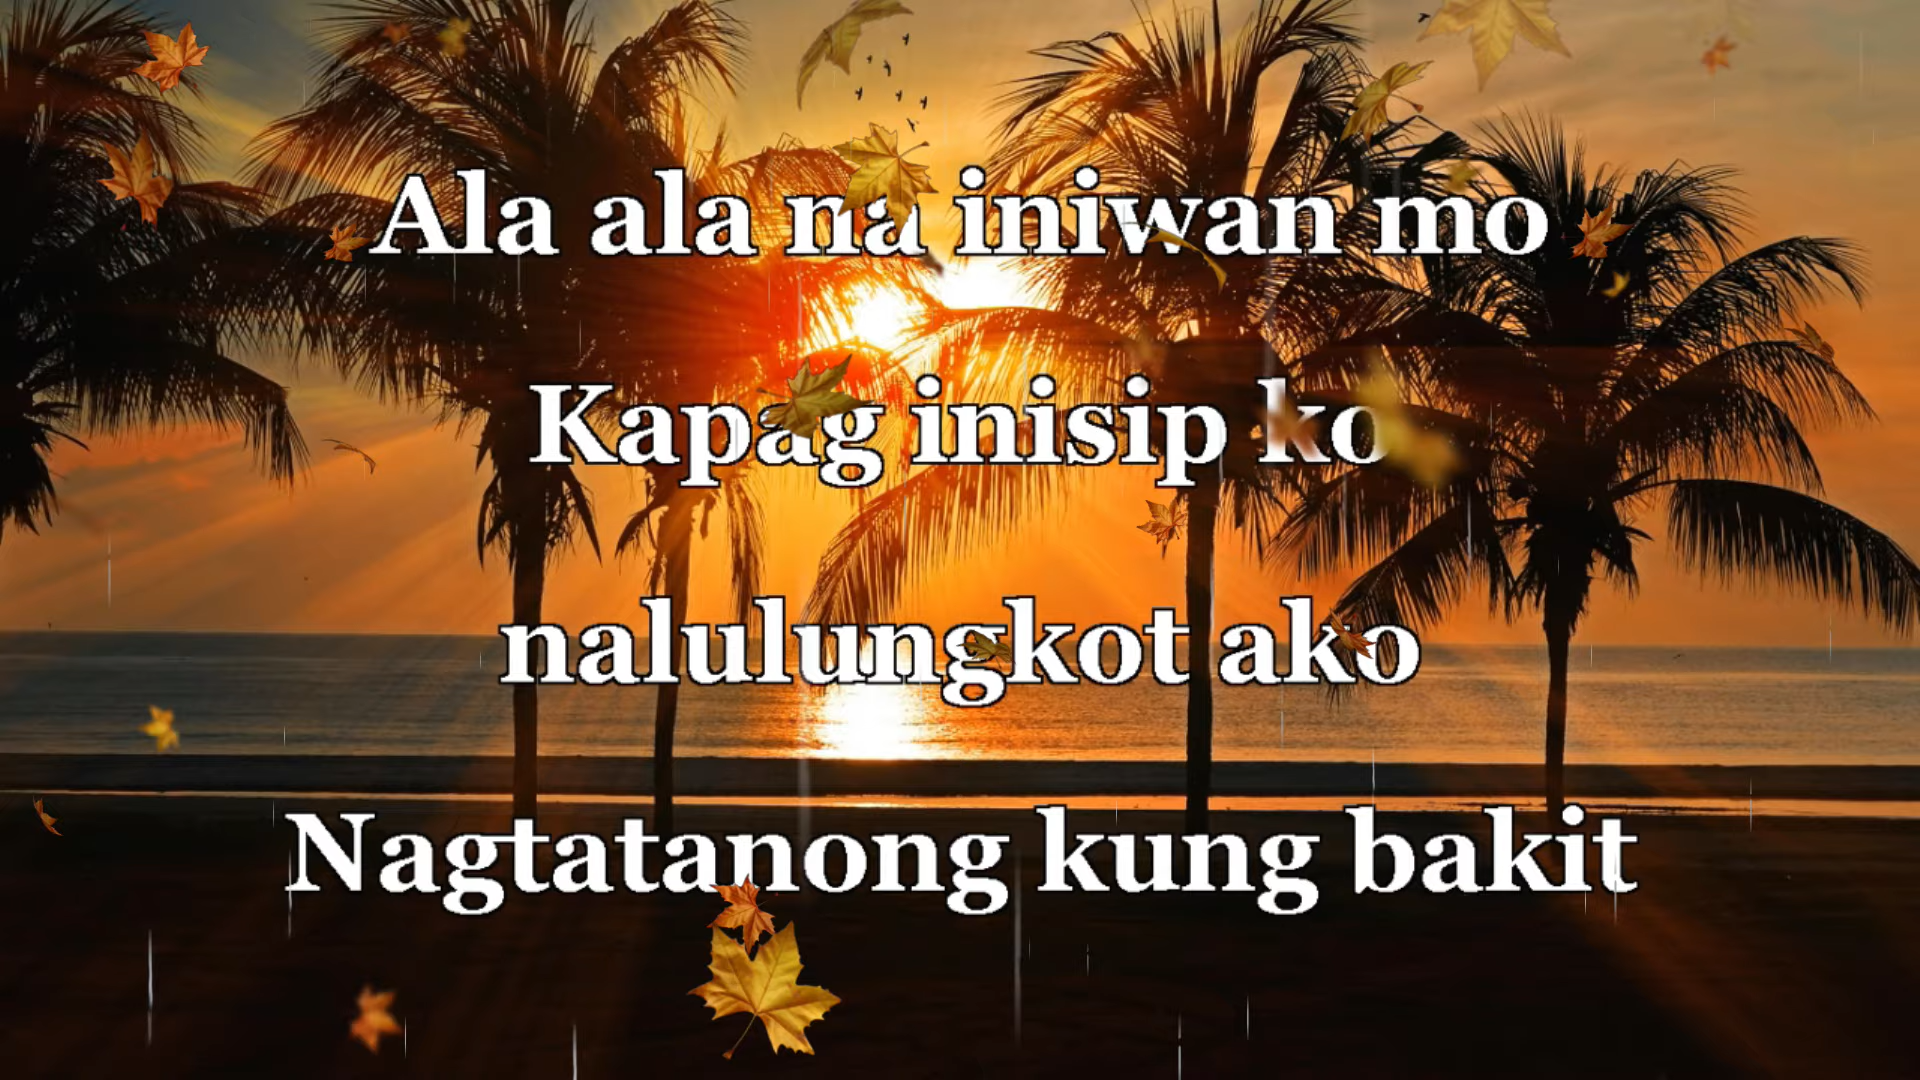 Ala ala na iniwan mo
Kapag inisip ko
nalulungkot ako
Nagtatanong kung bakit